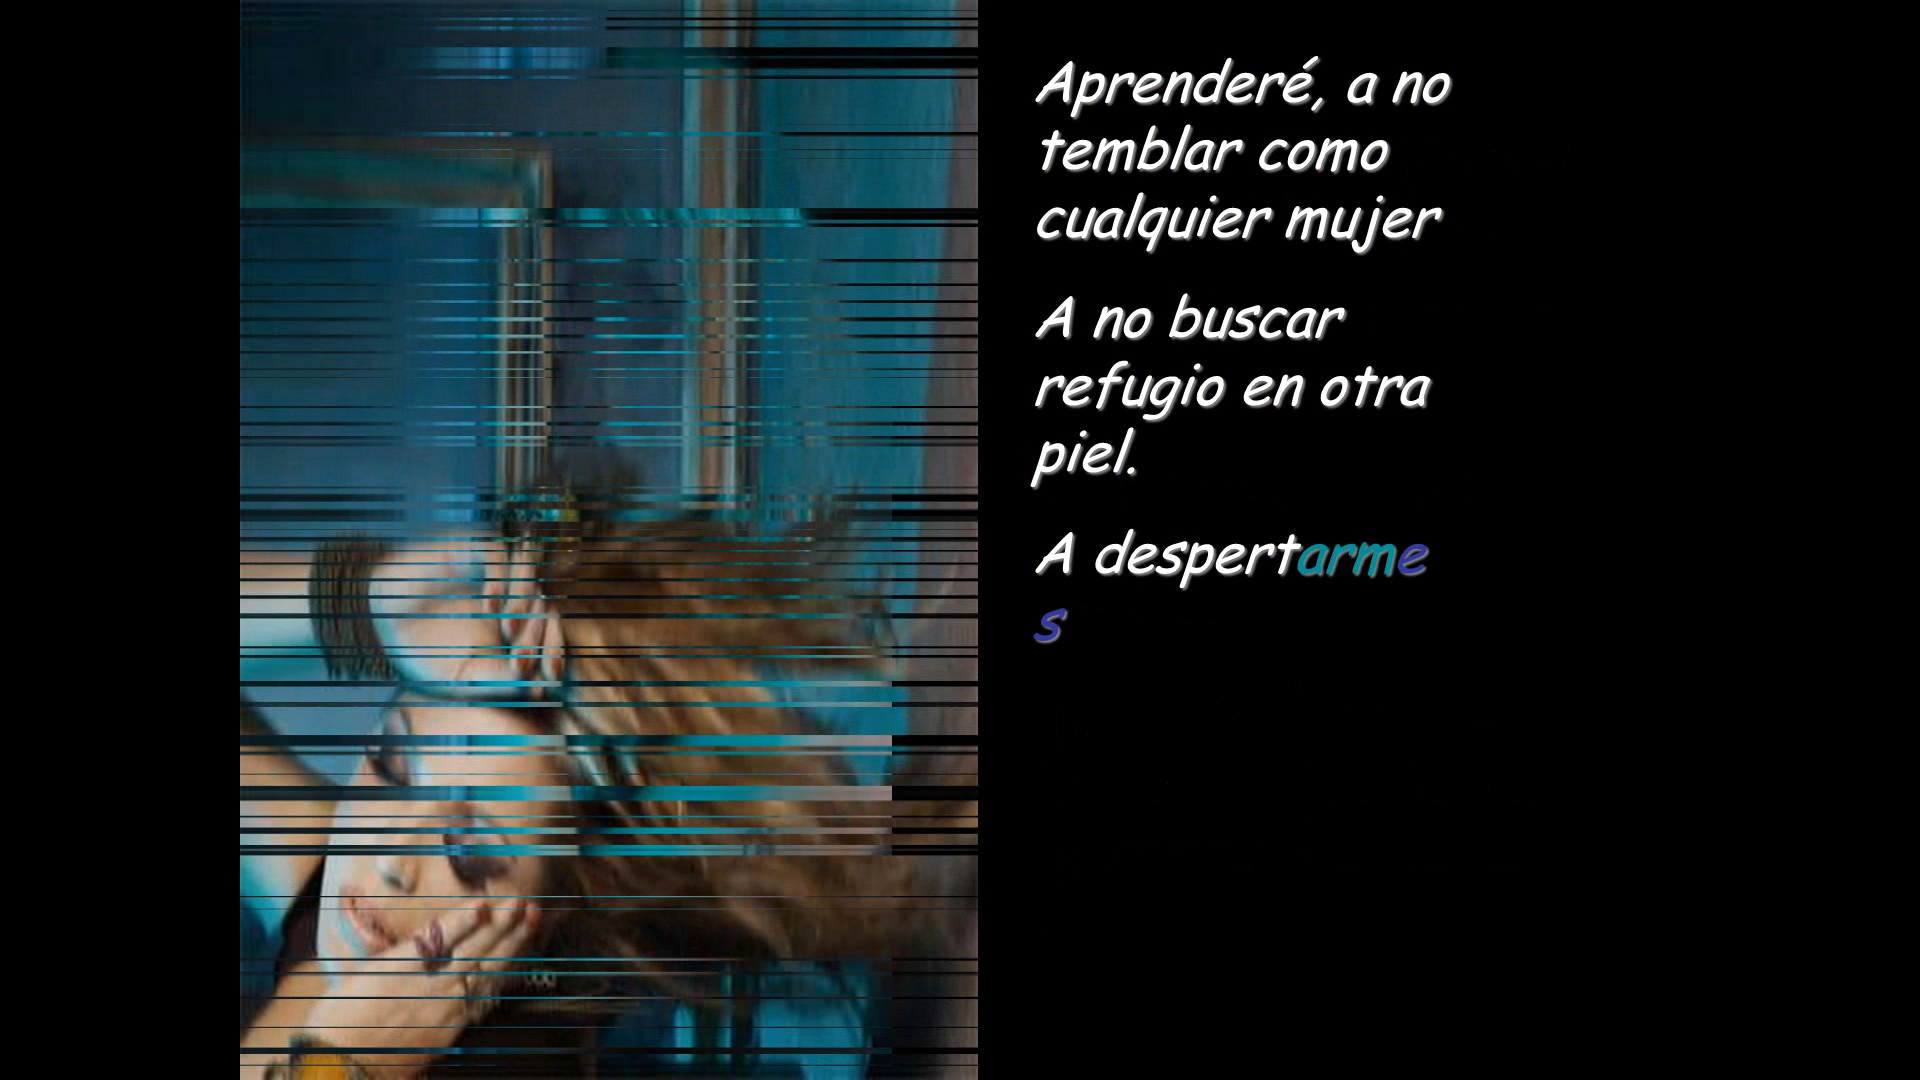 Aprenderé, a no
temblar como
cualquier mujer
A no buscar
refugio en otra
piel.
A despertarme
s